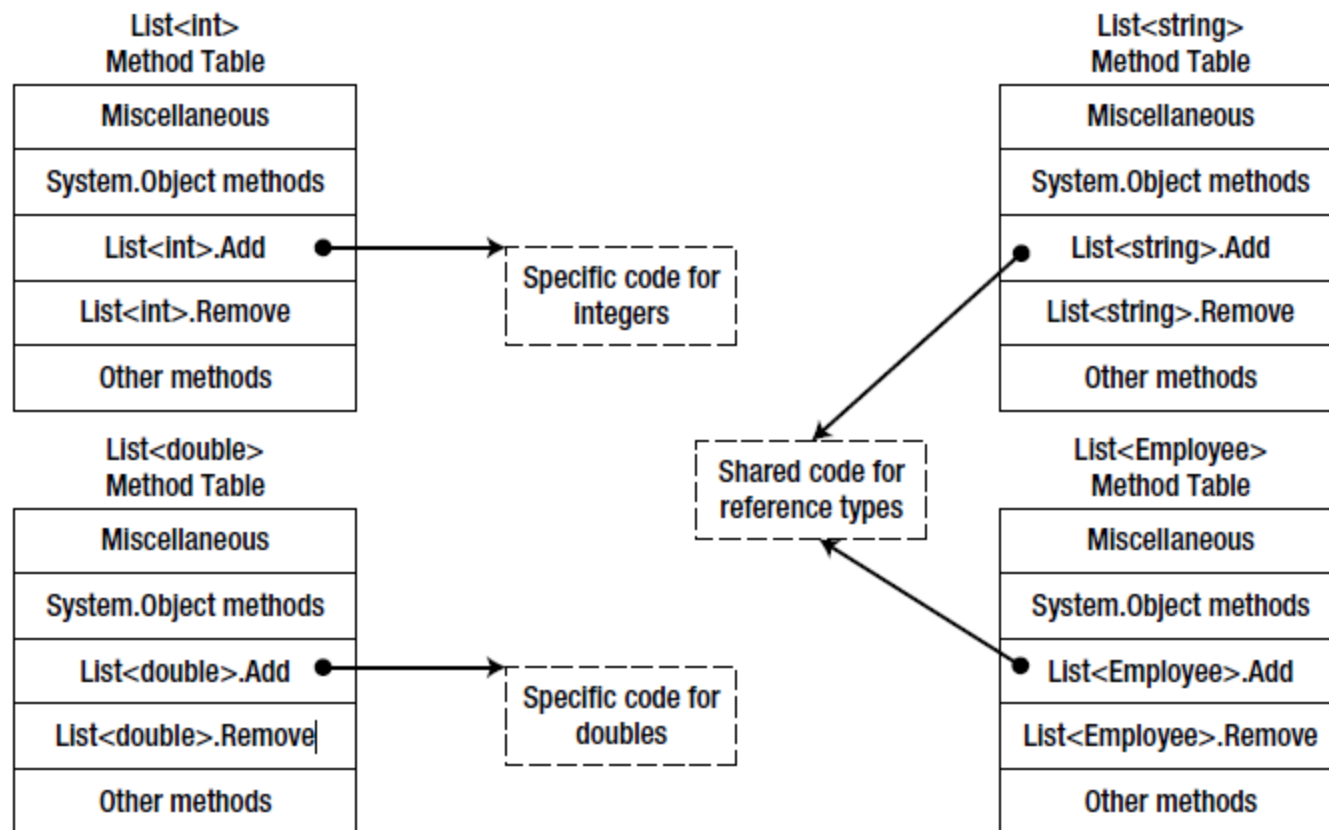 List<int>
Method Table
Miscellaneous
System.Object methods
List<int>.Add
List<int>.Remove
Other methods
Specific code for
integers
List<string>
Method Table
Miscellaneous
System.Object methods
List<string>.Add
List<string>.Remove
Other methods
Shared code for
reference types
List<double>
Method Table
Miscellaneous
System.Object methods
List<double>.Add
List<double>.Remove
Other methods
Specific code for
doubles
List<Employee>
Method Table
Miscellaneous
System.Object methods
List<Employee>.Add
List<Employee>.Remove
Other methods